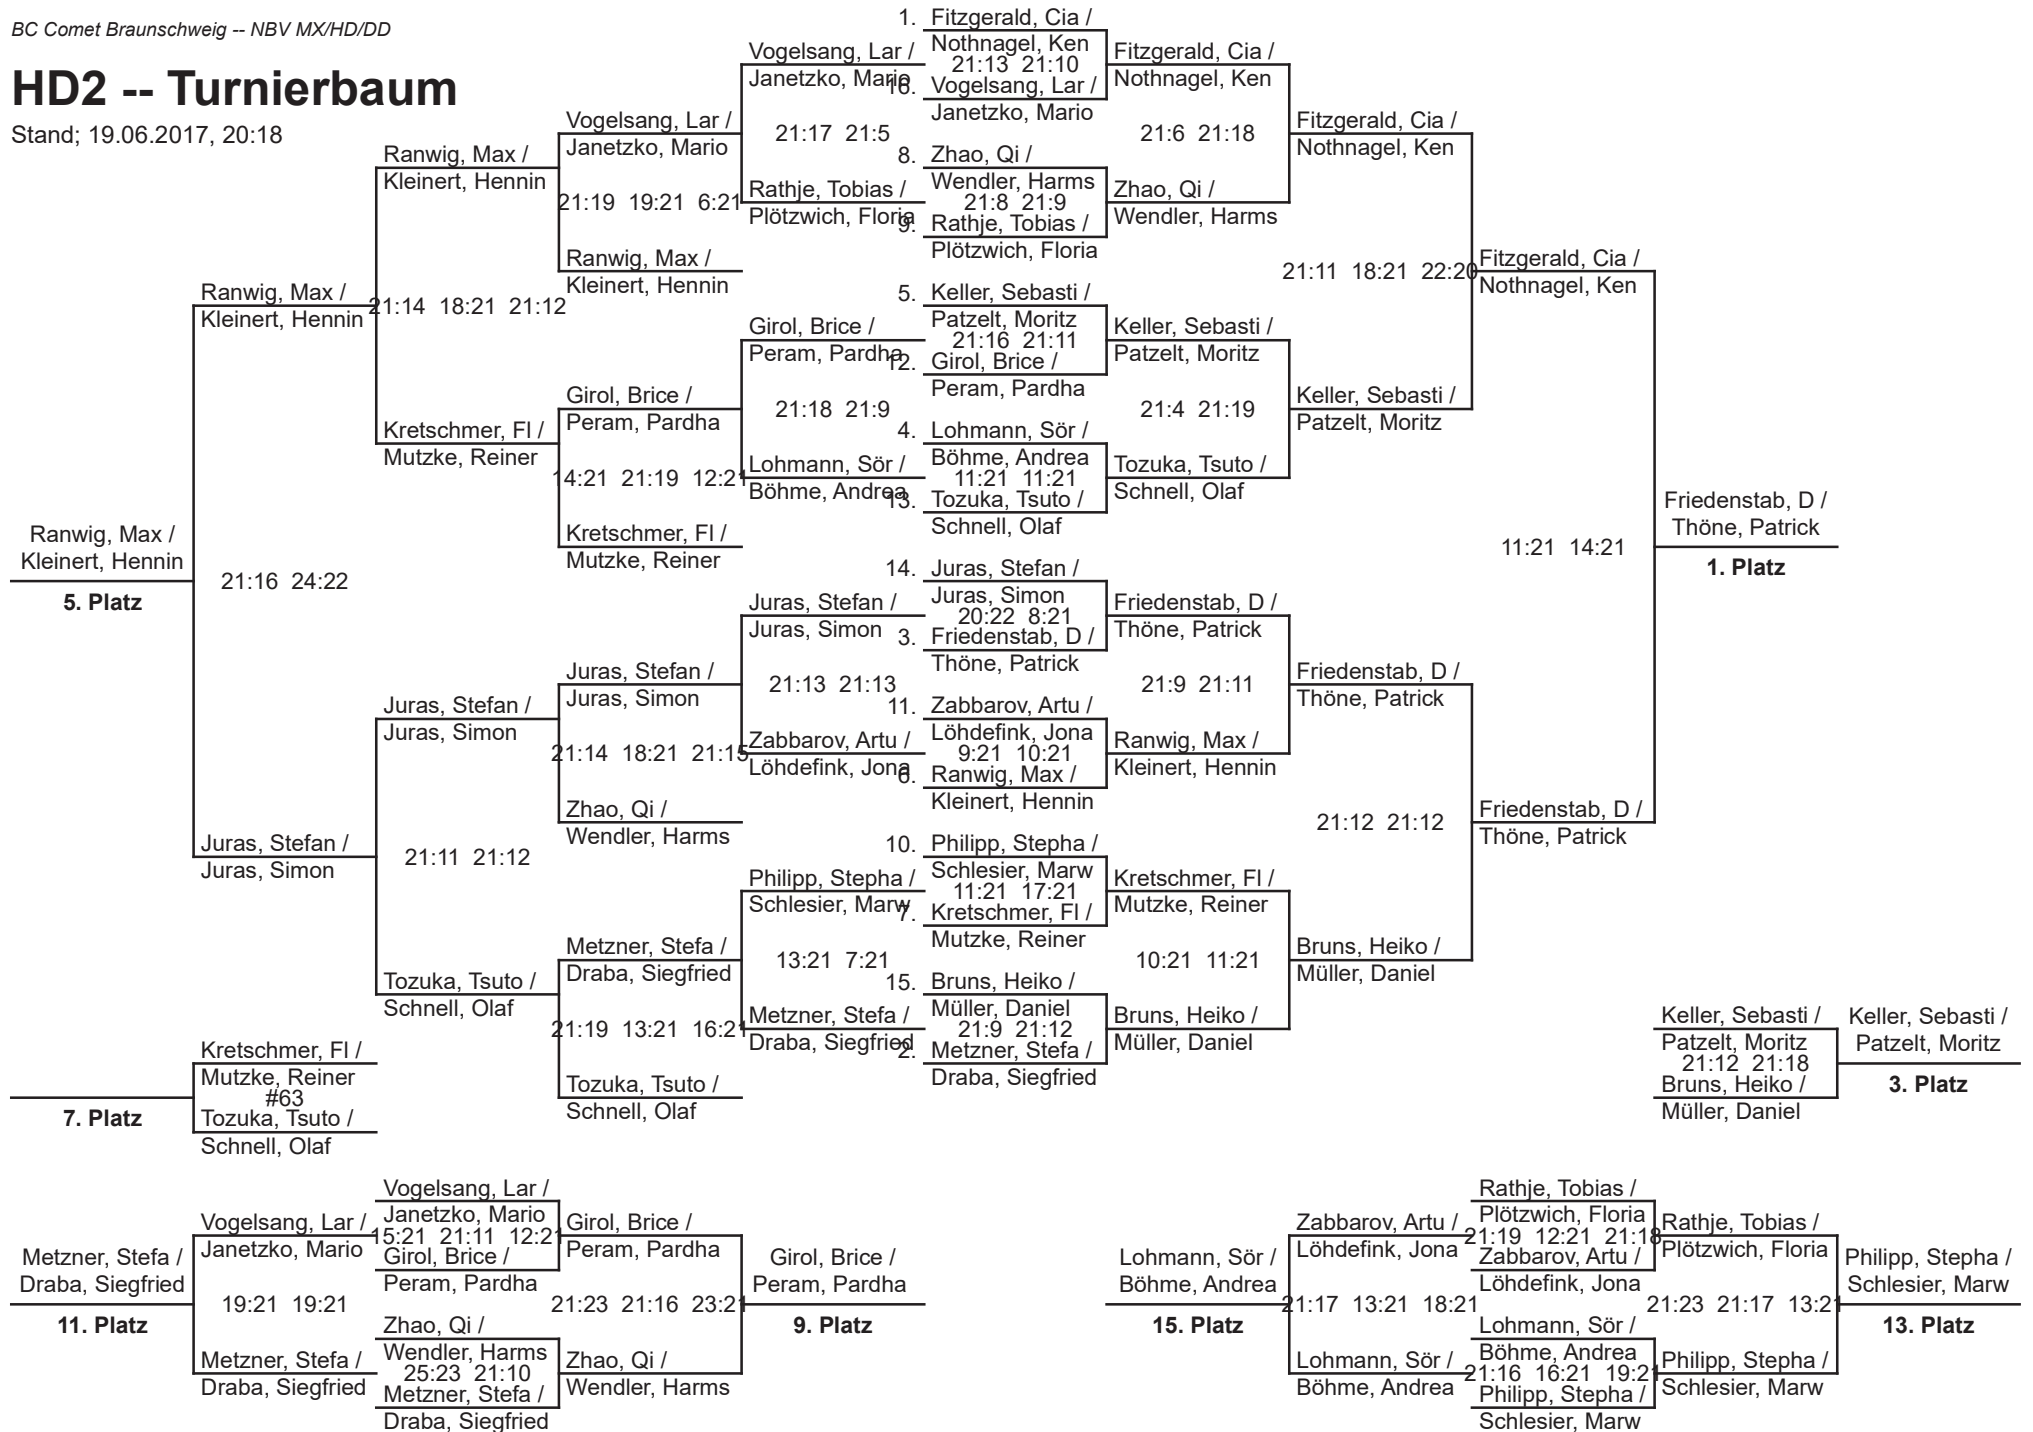 BC Comet Braunschweig -- NBV MX/HD/DD
HD2 -- Turnierbaum
Stand; 19.06.2017, 20:18
Ranwig, Max /
Kleinert, Hennin
5. Platz
7. Platz
Metzner, Stefa /
Draba, Siegfried
11. Platz
Ranwig, Max /
Kleinert, Hennin
21:16 24:22
Juras, Stefan /
Juras, Simon
Kretschmer, Fl /
Mutzke, Reiner
#63
Tozuka, Tsuto /
Schnell, Olaf
Vogelsang, Lar /
Janetzko, Mario
19:21 19:21
Metzner, Stefa /
Draba, Siegfried
Ranwig, Max /
Kleinert, Hennin
21:14 18:21 21:12
Kretschmer, Fl /
Mutzke, Reiner
Juras, Stefan /
Juras, Simon
21:11 21:12
Tozuka, Tsuto /
Schnell, Olaf
Vogelsang, Lar /
Janetzko, Mario
15:21 21:11 12:21
Girol, Brice /
Peram, Pardha
Zhao, Qi /
Wendler, Harms
25:23 21:10
Metzner, Stefa /
Draba, Siegfried
Vogelsang, Lar /
Janetzko, Mario
21:19 19:21 6:21
Ranwig, Max /
Kleinert, Hennin
Girol, Brice /
Peram, Pardha
14:21 21:19 12:21
Kretschmer, Fl /
Mutzke, Reiner
Juras, Stefan /
Juras, Simon
21:14 18:21 21:15
Zhao, Qi /
Wendler, Harms
Metzner, Stefa /
Draba, Siegfried
21:19 13:21 16:21
Tozuka, Tsuto /
Schnell, Olaf
Girol, Brice /
Peram, Pardha
21:23 21:16 23:21
Zhao, Qi /
Wendler, Harms
Vogelsang, Lar /
Janetzko, Mario
21:17 21:5
Rathje, Tobias /
Plötzwich, Floria
Girol, Brice /
Peram, Pardha
21:18 21:9
Lohmann, Sör /
Böhme, Andrea
Juras, Stefan /
Juras, Simon
21:13 21:13
Zabbarov, Artu /
Löhdefink, Jona
Philipp, Stepha /
Schlesier, Marw
13:21 7:21
Metzner, Stefa /
Draba, Siegfried
Girol, Brice /
Peram, Pardha
9. Platz
1. Fitzgerald, Cia /
Nothnagel, Ken
21:13 21:10
16. Vogelsang, Lar /
Janetzko, Mario
8. Zhao, Qi /
Wendler, Harms
21:8 21:9
9. Rathje, Tobias /
Plötzwich, Floria
5. Keller, Sebasti /
Patzelt, Moritz
21:16 21:11
12. Girol, Brice /
Peram, Pardha
4. Lohmann, Sör /
Böhme, Andrea
11:21 11:21
13. Tozuka, Tsuto /
Schnell, Olaf
14. Juras, Stefan /
Juras, Simon
20:22 8:21
3. Friedenstab, D /
Thöne, Patrick
11. Zabbarov, Artu /
Löhdefink, Jona
9:21 10:21
6. Ranwig, Max /
Kleinert, Hennin
10. Philipp, Stepha /
Schlesier, Marw
11:21 17:21
7. Kretschmer, Fl /
Mutzke, Reiner
15. Bruns, Heiko /
Müller, Daniel
21:9 21:12
2. Metzner, Stefa /
Draba, Siegfried
Fitzgerald, Cia /
Nothnagel, Ken
21:6 21:18
Zhao, Qi /
Wendler, Harms
Keller, Sebasti /
Patzelt, Moritz
21:4 21:19
Tozuka, Tsuto /
Schnell, Olaf
Friedenstab, D /
Thöne, Patrick
21:9 21:11
Ranwig, Max /
Kleinert, Hennin
Kretschmer, Fl /
Mutzke, Reiner
10:21 11:21
Bruns, Heiko /
Müller, Daniel
Fitzgerald, Cia /
Nothnagel, Ken
21:11 18:21 22:20
Keller, Sebasti /
Patzelt, Moritz
Friedenstab, D /
Thöne, Patrick
21:12 21:12
Bruns, Heiko /
Müller, Daniel
Fitzgerald, Cia /
Nothnagel, Ken
11:21 14:21
Friedenstab, D /
Thöne, Patrick
Friedenstab, D /
Thöne, Patrick
1. Platz
Keller, Sebasti /
Patzelt, Moritz
21:12 21:18
Bruns, Heiko /
Müller, Daniel
Keller, Sebasti /
Patzelt, Moritz
3. Platz
Lohmann, Sör /
Böhme, Andrea
15. Platz
Zabbarov, Artu /
Löhdefink, Jona
21:17 13:21 18:21
Lohmann, Sör /
Böhme, Andrea
Rathje, Tobias /
Plötzwich, Floria
21:19 12:21 21:18
Zabbarov, Artu /
Löhdefink, Jona
Lohmann, Sör /
Böhme, Andrea
21:16 16:21 19:21
Philipp, Stepha /
Schlesier, Marw
Rathje, Tobias /
Plötzwich, Floria
21:23 21:17 13:21
Philipp, Stepha /
Schlesier, Marw
Philipp, Stepha /
Schlesier, Marw
13. Platz